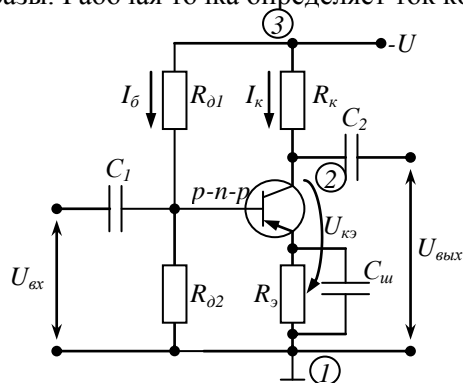 базы. Рабочая точка определяет ток ко
3
-U
Iб
Rд1
Iк
Rк
C2
C1
p-n-p
2
Uкэ
Uвх
Uвых
Rд2
Rэ
Cш
1